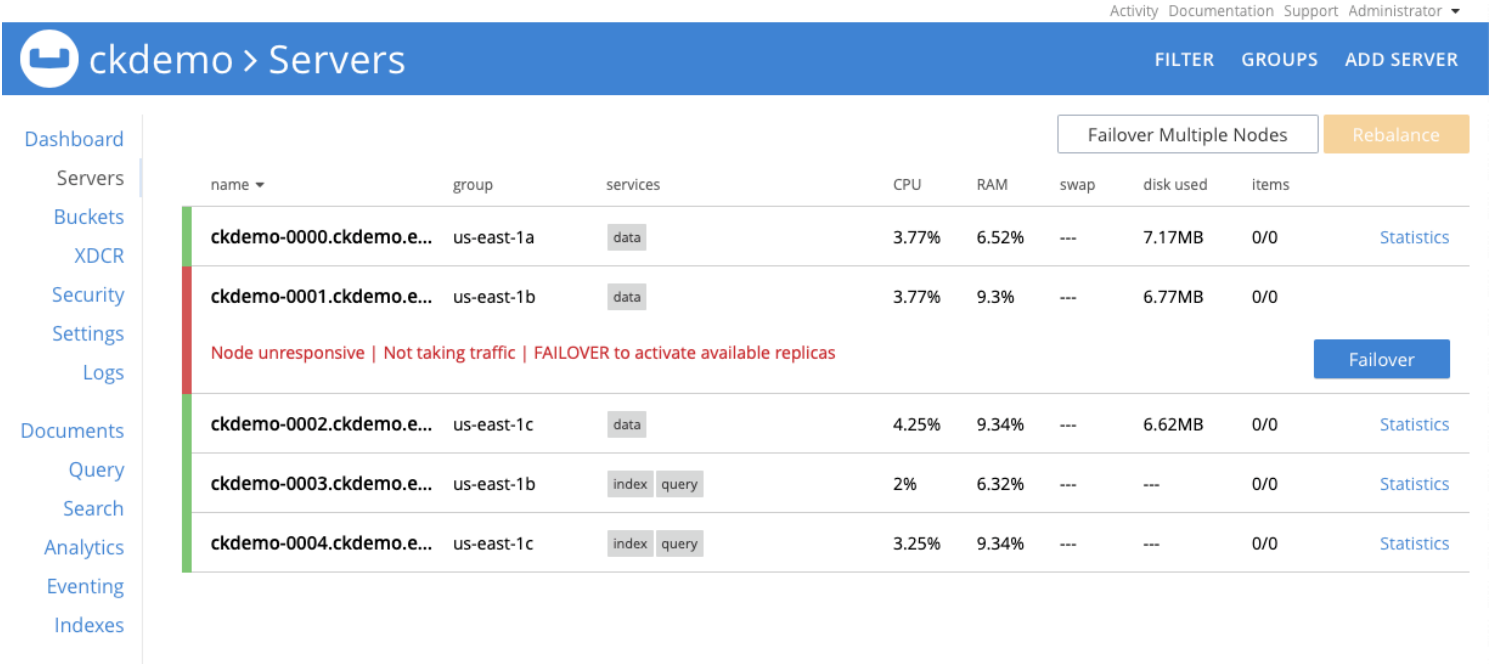 Activity Documentation Support Administrator
ckdemo > Servers
FILTER GROUPS ADD SERVER
Dashboard
Servers
Buckets
XDCR
Security
Settings
Logs
Documents
Query
Search
Analytics
Eventing
Indexes
Failover Multiple Nodes Rebalance
name group services CPU RAM swap disk used items
ckdemo-0000.ckdemo.e... us-east-1a data 3.77% 6.52% --- 7.17MB 0/0 Statistics
ckdemo-0001.ckdemo.e... us-east-1b data 3.77% 9.3% --- 6.77MB 0/0
Node unresponsive | Not taking traffic | FAILOVER to activate available replicas
Failover
ckdemo-0002.ckdemo.e... us-east-1c data 4.25% 9.34% --- 6.62MB 0/0 Statistics
ckdemo-0003.ckdemo.e... us-east-1b index query 2% 6.32% --- --- 0/0 Statistics
ckdemo-0004.ckdemo.e... us-east-1c index query 3.25% 9.34% --- --- 0/0 Statistics